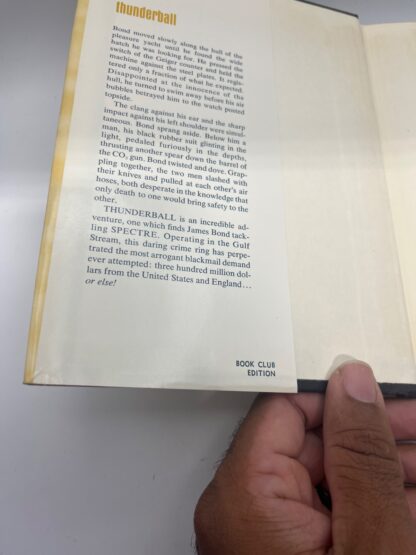 thunderball
Bond moved slowly along the hull of the
pleasure yacht until he found the wide
hatch he was looking for. He pressed the
switch of the Geiger counter and held the
machine against the steel plates. It regis-
tered only a fraction of what he expected.
Disappointed at the innocence of the
hull, he turned to swim away before his air
bubbles betrayed him to the watch posted
topside.
The clang against his ear and the sharp
impact against his left shoulder were simul-
taneous. Bond sprang aside. Below him a
man, his black rubber suit glinting in the
light, pedaled furiously in the depths,
thrusting another spear down the barrel of
the CO₂ gun. Bond twisted and dove. Grap-
pling together, the two men slashed with
their knives and pulled at each other's air
hoses, both desperate in the knowledge that
only death to one would bring safety to the
other.
THUNDERBALL is an incredible ad-
venture, one which finds James Bond tack-
ling SPECTRE. Operating in the Gulf
Stream, this daring crime ring has perpe-
trated the most arrogant blackmail demand
ever attempted: three hundred million dol-
lars from the United States and England...
or else!
BOOK CLUB
EDITION